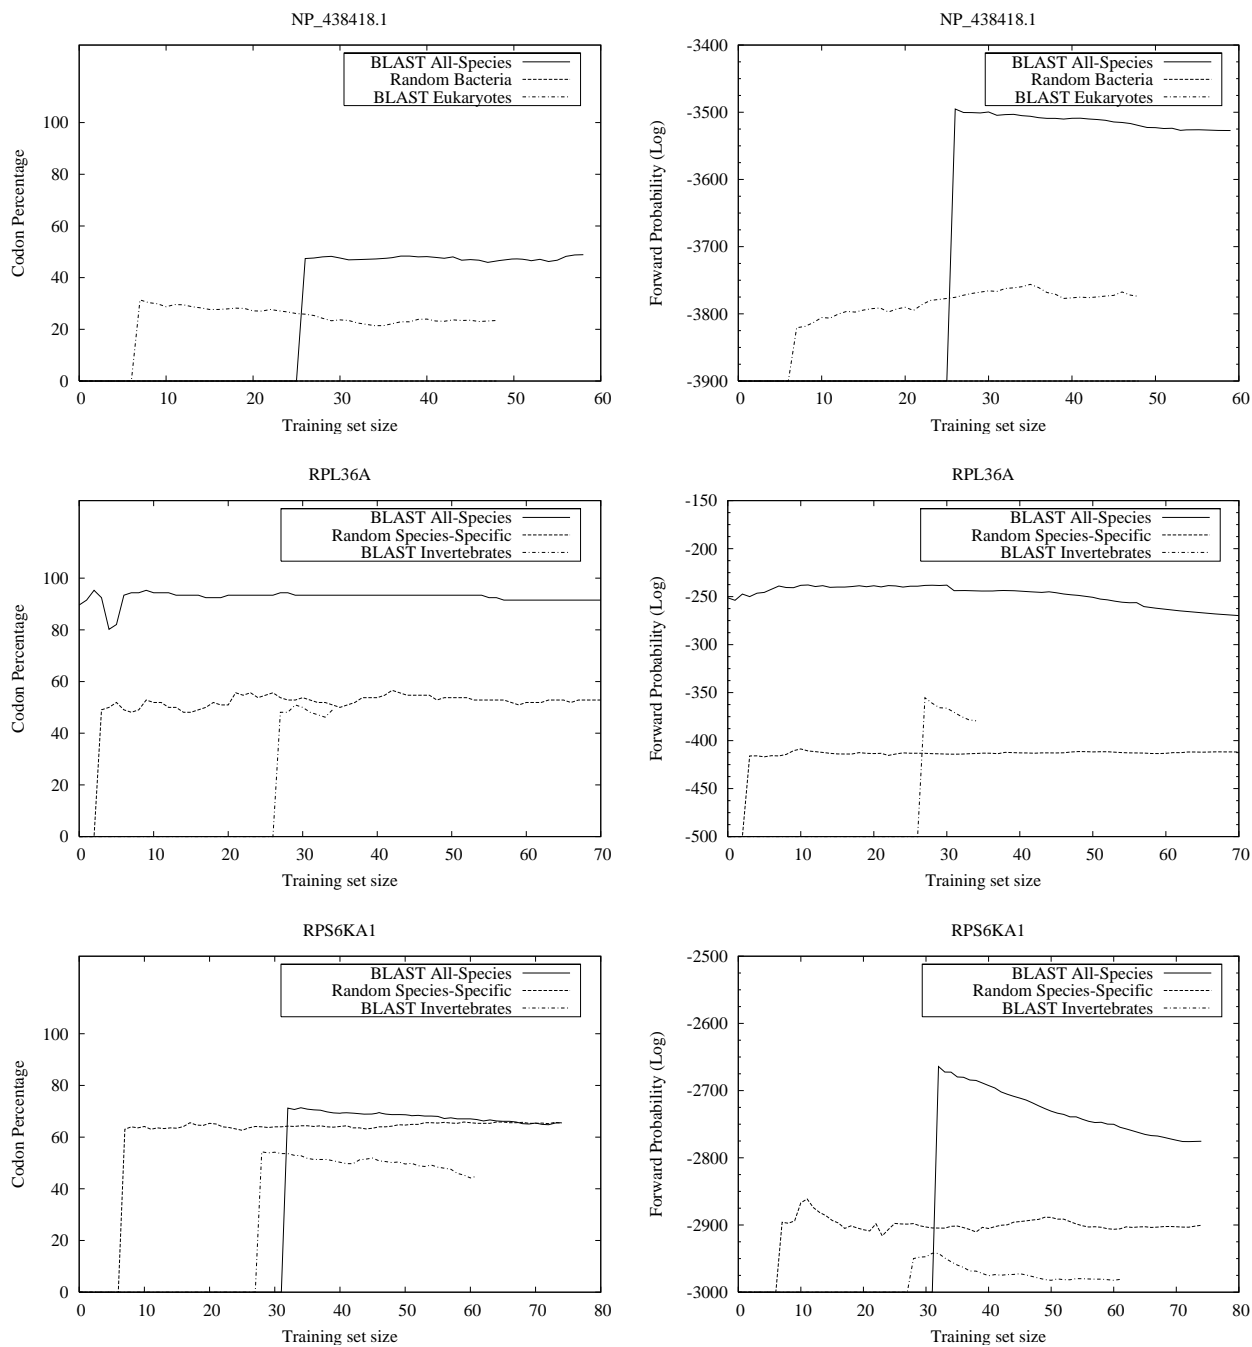 NP_438418.1
BLAST All-Species
Random Bacteria
BLAST Eukaryotes
Codon Percentage
0
20
40
60
80
100
0 10 20 30 40 50 60
Training set size
NP_438418.1
BLAST All-Species
Random Bacteria
BLAST Eukaryotes
Forward Probability (Log)
-3900
-3800
-3700
-3600
-3500
-3400
0 10 20 30 40 50 60
Training set size
RPL36A
BLAST All-Species
Random Species-Specific
BLAST Invertebrates
Codon Percentage
0
20
40
60
80
100
0 10 20 30 40 50 60 70
Training set size
RPL36A
BLAST All-Species
Random Species-Specific
BLAST Invertebrates
Forward Probability (Log)
-500
-450
-400
-350
-300
-250
-200
-150
0 10 20 30 40 50 60 70
Training set size
RPS6KA1
BLAST All-Species
Random Species-Specific
BLAST Invertebrates
Codon Percentage
0
20
40
60
80
100
0 10 20 30 40 50 60 70 80
Training set size
RPS6KA1
BLAST All-Species
Random Species-Specific
BLAST Invertebrates
Forward Probability (Log)
-3000
-2900
-2800
-2700
-2600
-2500
0 10 20 30 40 50 60 70 80
Training set size